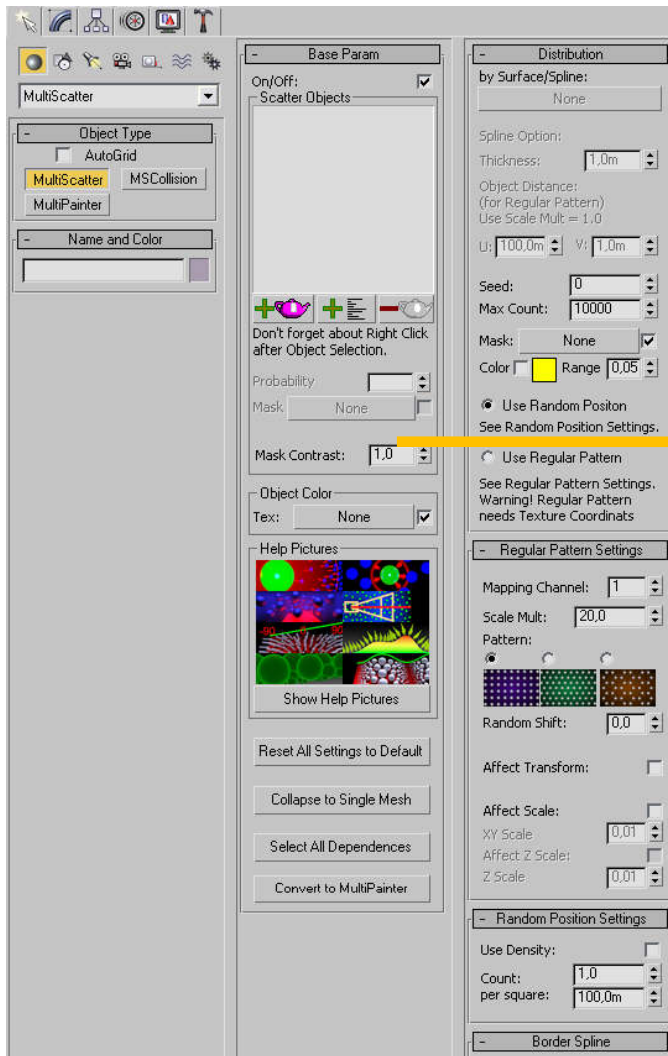 MultiScatter
- Object Type
AutoGrid
MultiScatter MSCollision
MultiPainter
- Name and Color
- Base Param
On/Off:
Scatter Objects
Don't forget about Right Click
after Object Selection.
Probability
Mask None
Mask Contrast: 1,0
Object Color
Tex: None
Help Pictures
-90 0 90
Show Help Pictures
Reset All Settings to Default
Collapse to Single Mesh
Select All Dependences
Convert to MultiPainter
- Distribution
by Surface/Spline:
None
Spline Option:
Thickness: 1,0m
Object Distance:
(for Regular Pattern)
Use Scale Mult = 1.0
U: 100,0m V: 1,0m
Seed: 0
Max Count: 10000
Mask: None
Color Range 0,05
Use Random Positon
See Random Position Settings.
Use Regular Pattern
See Regular Pattern Settings.
Warning! Regular Pattern
needs Texture Coordinats
- Regular Pattern Settings
Mapping Channel: 1
Scale Mult: 20,0
Pattern:
Random Shift: 0,0
Affect Transform:
Affect Scale:
XY Scale 0,01
Affect Z Scale:
Z Scale 0,01
- Random Position Settings
Use Density:
Count: 1,0
per square: 100,0m
- Border Spline